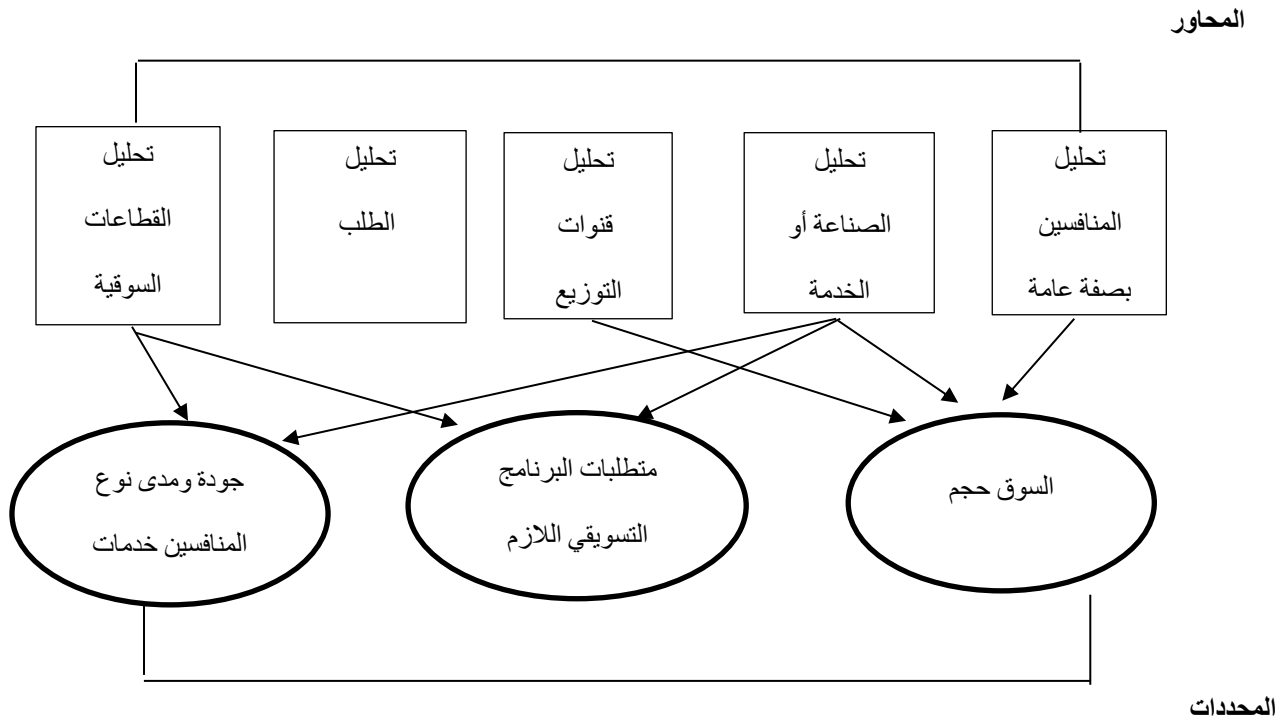 المحاور
تحليل
المنافسين
بصفة عامة
تحليل
الصناعة أو
الخدمة
تحليل
قنوات
التوزيع
تحليل
الطلب
تحليل
القطاعات
السوقية
السوق حجم
متطلبات البرنامج
التسويقي اللازم
جودة ومدى نوع
المنافسين خدمات
المحددات